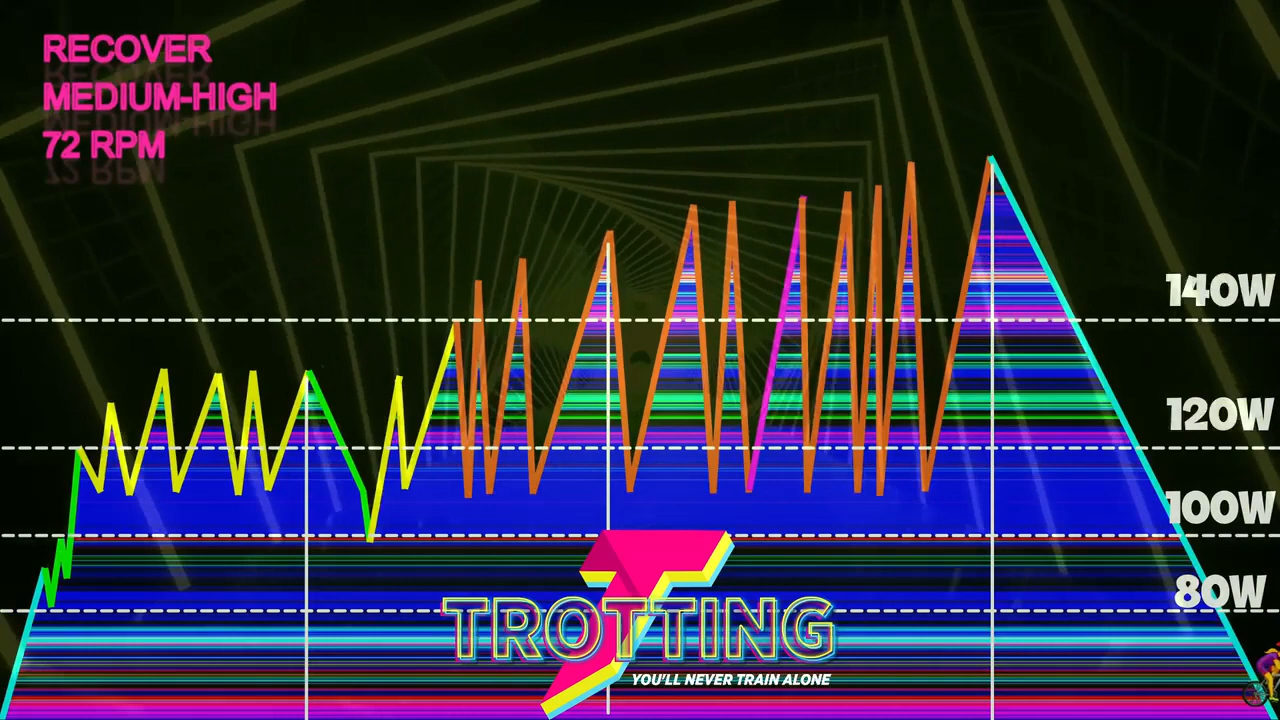 RECOVER
MEDIUM-HIGH
72 RPM
140W
120W
100W
80W
TROTTING
YOU'LL NEVER TRAIN ALONE